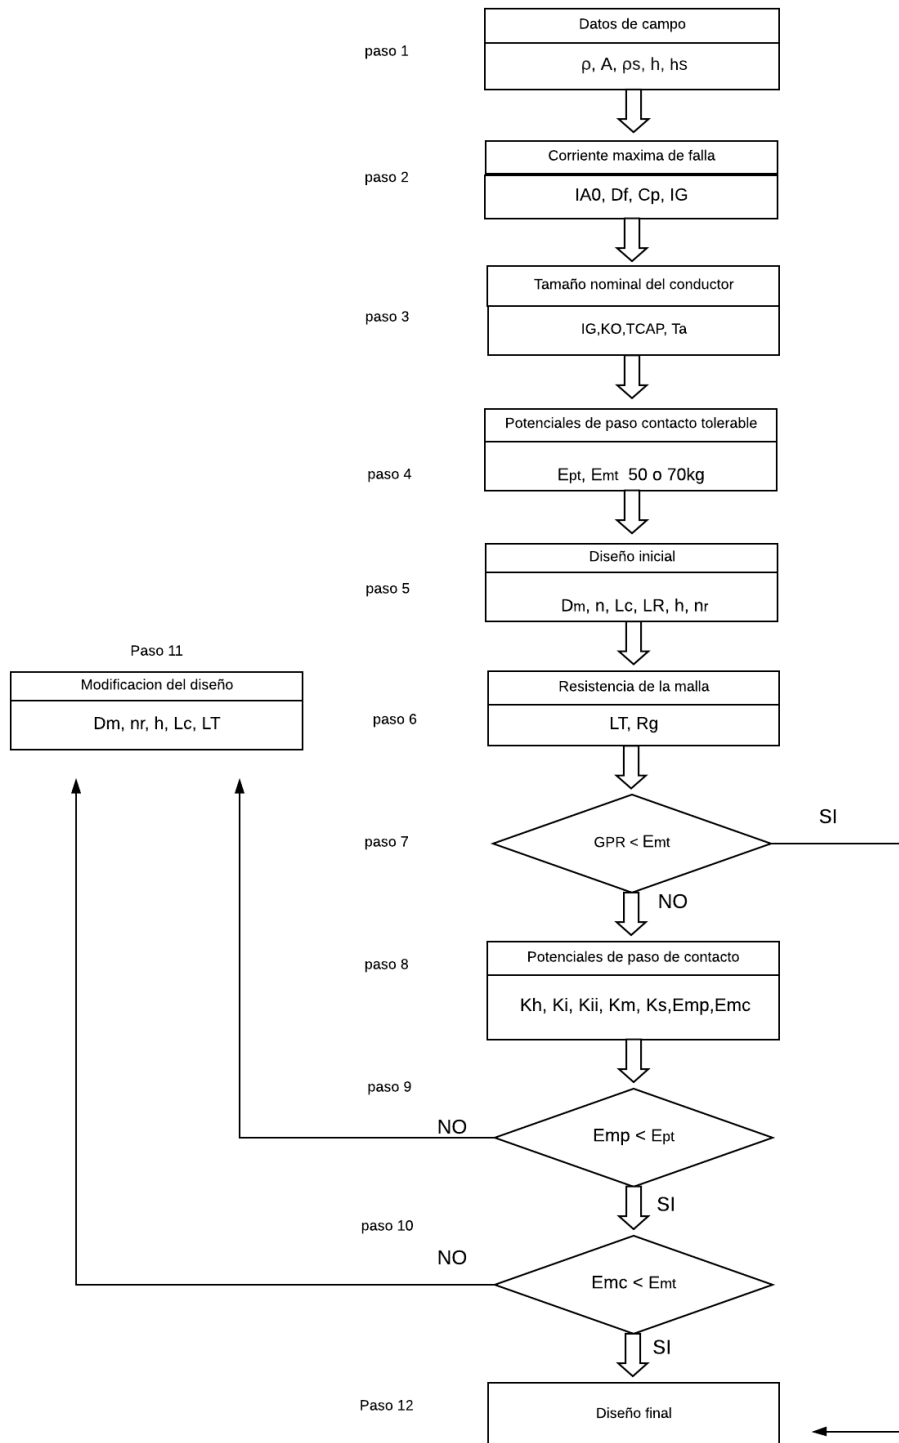 Datos de campo
paso 1
ρ, A, ρs, h, hs
Corriente maxima de falla
paso 2
IA0, Df, Cp, IG
Tamaño nominal del conductor
paso 3
IG,KO,TCAP, Ta
Potenciales de paso contacto tolerable
paso 4
Ept, Emt 50 o 70kg
Diseño inicial
paso 5
Dm, n, Lc, LR, h, nr
Paso 11
Modificacion del diseño
Dm, nr, h, Lc, LT
Resistencia de la malla
paso 6
LT, Rg
SI
paso 7
GPR < Emt
NO
Potenciales de paso de contacto
paso 8
Kh, Ki, Kii, Km, Ks,Emp,Emc
paso 9
NO
Emp < Ept
SI
paso 10
NO
Emc < Emt
SI
Paso 12
Diseño final